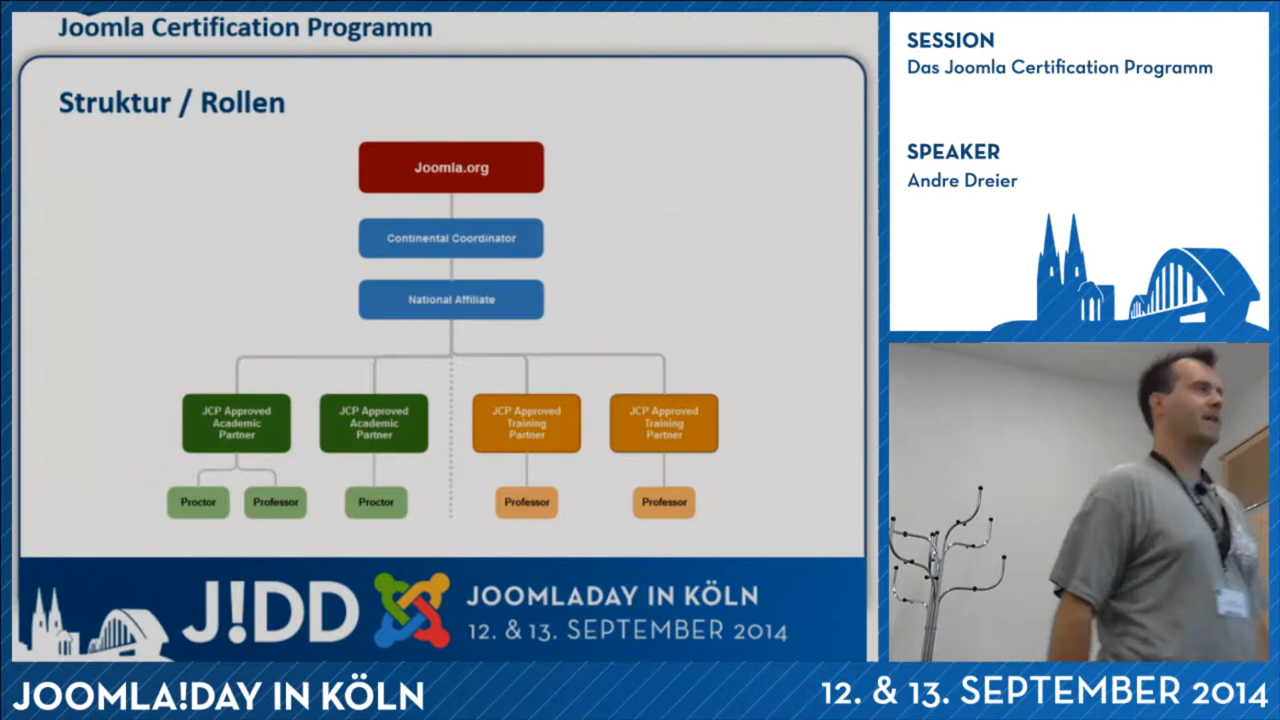 Joomla Certification Programm
Struktur / Rollen
Joomla.org
Continental Coordinator
National Affiliate
JCP Approved
Academic
Partner
JCP Approved
Academic
Partner
JCP Approved
Training
Partner
JCP Approved
Training
Partner
Proctor
Professor
Proctor
Professor
Professor
J!DD
JOOMLADAY IN KÖLN
12. & 13. SEPTEMBER 2014
SESSION
Das Joomla Certification Programm
SPEAKER
Andre Dreier
JOOMLA!DAY IN KÖLN
12. & 13. SEPTEMBER 2014